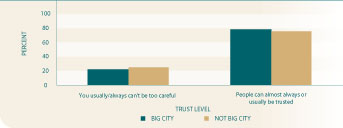 100
80
60
40
20
0
PERCENT
You usually/always can't be too careful
People can almost always or
usually be trusted
TRUST LEVEL
BIG CITY
NOT BIG CITY